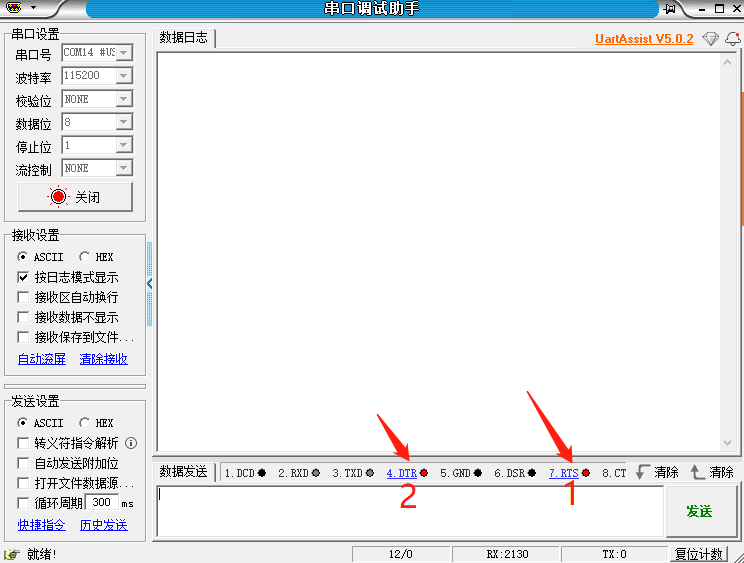 串口调试助手
串口设置
串口号 COM14 #US
波特率 115200
校验位 NONE
数据位 8
停止位 1
流控制 NONE
关闭
接收设置
ASCII HEX
按日志模式显示
接收区自动换行
接收数据不显示
接收保存到文件...
自动滚屏 清除接收
发送设置
ASCII HEX
转义符指令解析
自动发送附加位
打开文件数据源...
循环周期 300 ms
快捷指令 历史发送
数据日志 UartAssist V5.0.2
数据发送 1.DCD 2.RXD 3.TXD 4.DTR 5.GND 6.DSR 7.RTS 8.CT 清除 清除
2 1
发送
就绪! 12/0 RX:2130 TX:0 复位计数